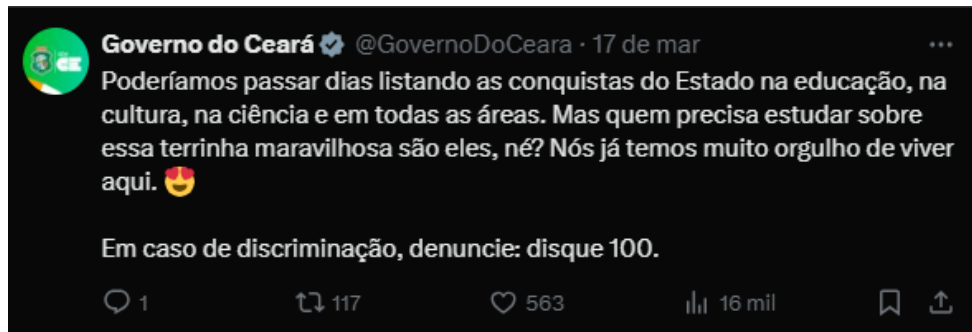 Governo do Ceará @GovernoDoCeara · 17 de mar
Poderíamos passar dias listando as conquistas do Estado na educação, na
cultura, na ciência e em todas as áreas. Mas quem precisa estudar sobre
essa terrinha maravilhosa são eles, né? Nós já temos muito orgulho de viver
aqui. 😍
Em caso de discriminação, denuncie: disque 100.
1 117 563 16 mil